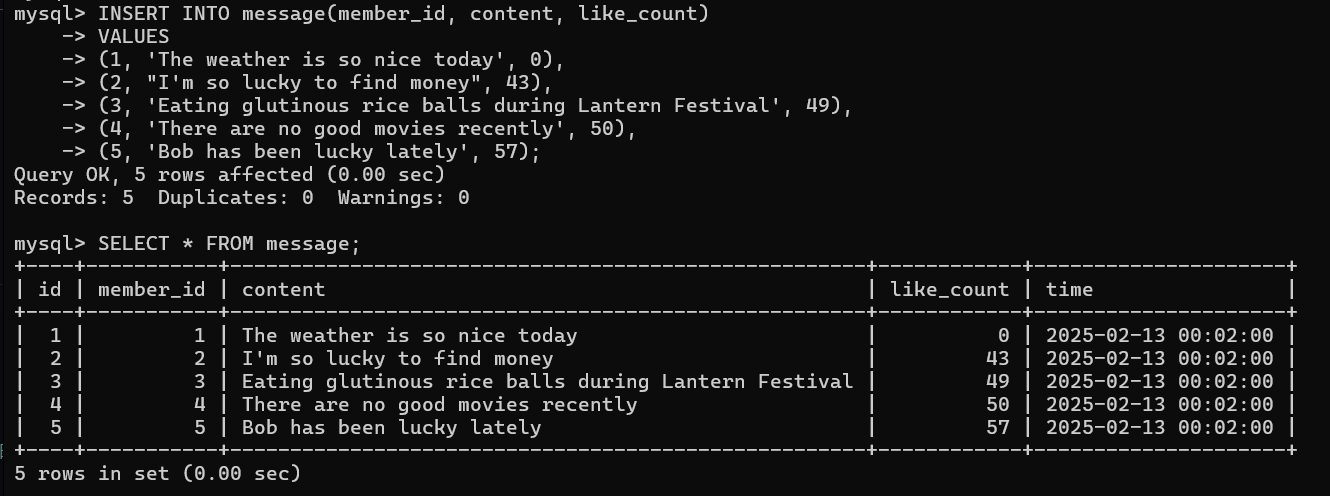 mysql> INSERT INTO message(member_id, content, like_count)
    -> VALUES
    -> (1, 'The weather is so nice today', 0),
    -> (2, "I'm so lucky to find money", 43),
    -> (3, 'Eating glutinous rice balls during Lantern Festival', 49),
    -> (4, 'There are no good movies recently', 50),
    -> (5, 'Bob has been lucky lately', 57);
Query OK, 5 rows affected (0.00 sec)
Records: 5  Duplicates: 0  Warnings: 0

mysql> SELECT * FROM message;
+----+-----------+-----------------------------------------------------+------------+---------------------+
| id | member_id | content                                             | like_count | time                |
+----+-----------+-----------------------------------------------------+------------+---------------------+
|  1 |         1 | The weather is so nice today                        |          0 | 2025-02-13 00:02:00 |
|  2 |         2 | I'm so lucky to find money                          |         43 | 2025-02-13 00:02:00 |
|  3 |         3 | Eating glutinous rice balls during Lantern Festival |         49 | 2025-02-13 00:02:00 |
|  4 |         4 | There are no good movies recently                   |         50 | 2025-02-13 00:02:00 |
|  5 |         5 | Bob has been lucky lately                           |         57 | 2025-02-13 00:02:00 |
+----+-----------+-----------------------------------------------------+------------+---------------------+
5 rows in set (0.00 sec)